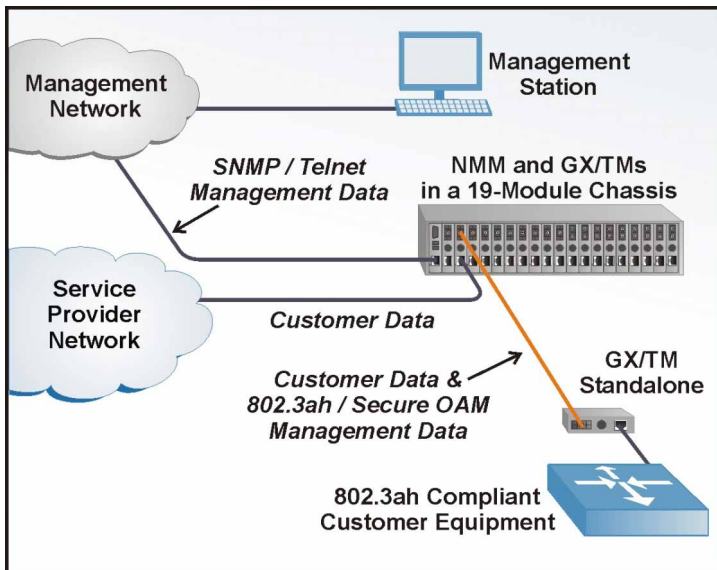 Management
Network
Management
Station
SNMP / Telnet
Management Data
NMM and GX/TMs
in a 19-Module Chassis
Service
Provider
Network
Customer Data
Customer Data &
802.3ah / Secure OAM
Management Data
GX/TM
Standalone
802.3ah Compliant
Customer Equipment